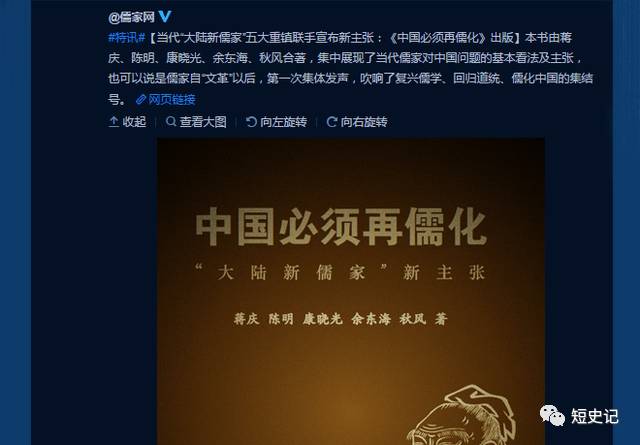 @儒家网
#特讯#【当代“大陆新儒家”五大重镇联手宣布新主张：《中国必须再儒化》出版】本书由蒋
庆、陈明、康晓光、余东海、秋风合著，集中展现了当代儒家对中国问题的基本看法及主张，
也可以说是儒家自“文革”以后，第一次集体发声，吹响了复兴儒学、回归道统、儒化中国的集结
号。 网页链接
收起 查看大图 向左旋转 向右旋转
中国必须再儒化
“大陆新儒家”新主张
蒋庆 陈明 康晓光 余东海 秋风 著
短史记